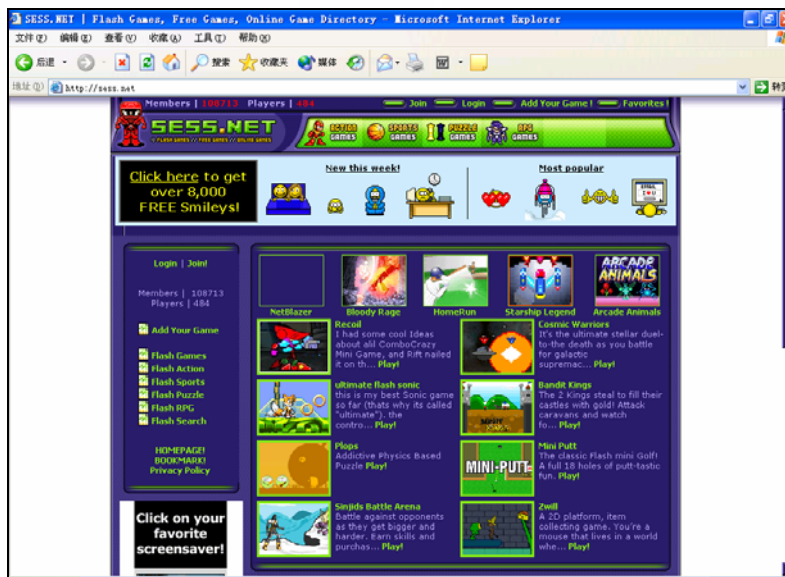 SESS.NET | Flash Games, Free Games, Online Game Directory - Microsoft Internet Explorer
文件(F) 编辑(E) 查看(V) 收藏(A) 工具(T) 帮助(H)
后退 搜索 收藏夹 媒体
地址(D) http://sess.net
Members | 108713 Players | 484 Join Login Add Your Game! Favorites!
SESS.NET
FLASH GAMES // FREE GAMES // ONLINE GAMES
ACTION GAMES SPORTS GAMES PUZZLE GAMES RPG GAMES
Click here to get
over 8,000
FREE Smileys!
New this week!
Most popular
Login | Join!
Members | 108713
Players | 484
Add Your Game
Flash Games
Flash Action
Flash Sports
Flash Puzzle
Flash RPG
Flash Search
HOMEPAGE!
BOOKMARK!
Privacy Policy
Click on your
favorite
screensaver!
ARCADE
ANIMALS
NetBlazer Bloody Rage HomeRun Starship Legend Arcade Animals
Recoil
I had some cool Ideas
about alil ComboCrazy
Mini Game, and Rift nailed
it on th... Play!
Cosmic Warriors
It's the ultimate stellar duel-
to-the death as you battle
for galactic
supremac... Play!
ultimate flash sonic
this is my best Sonic game
so far (thats why its called
"ultimate"). the
contro... Play!
Bandit Kings
The 2 Kings steal to fill their
castles with gold! Attack
caravans and watch
fo... Play!
Plops
Addictive Physics Based
Puzzle Play!
MINI-PUTT
Mini Putt
The classic Flash mini Golf!
A full 18 holes of putt-tastic
fun. Play!
Sinjids Battle Arena
Battle against opponents
as they get bigger and
harder. Earn skills and
purchas... Play!
Zwill
A 2D platform, item
collecting game. You're a
mouse that lives in a world
whe... Play!